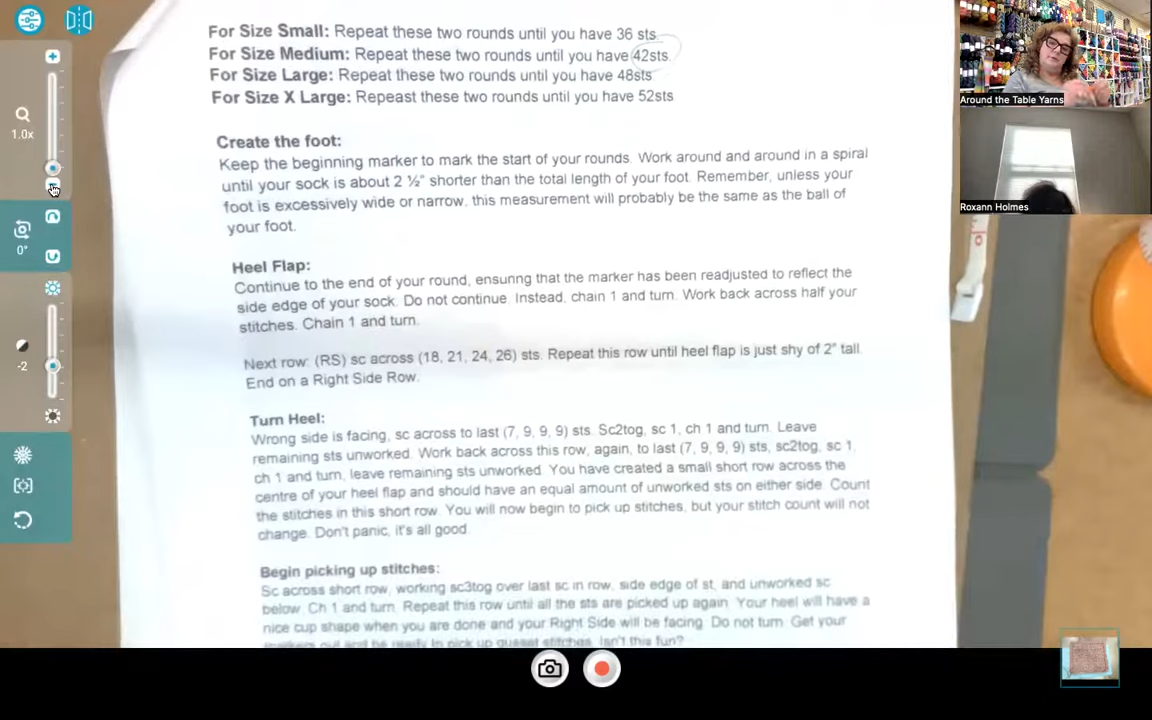 For Size Small: Repeat these two rounds until you have 36 sts.
For Size Medium: Repeat these two rounds until you have 42sts.
For Size Large: Repeat these two rounds until you have 48sts
For Size X Large: Repeast these two rounds until you have 52sts
Create the foot:
Keep the beginning marker to mark the start of your rounds. Work around and around in a spiral
until your sock is about 2 ½" shorter than the total length of your foot. Remember, unless your
foot is excessively wide or narrow, this measurement will probably be the same as the ball of
your foot.
Heel Flap:
Continue to the end of your round, ensurng that the marker has been readjusted to reflect the
side edge of your sock. Do not continue. Instead, chain 1 and turn. Work back across half your
stitches. Chain 1 and turn.
Next row: (RS) sc across (18, 21, 24, 26) sts. Repeat this row until heel flap is just shy of 2" tall.
End on a Right Side Row.
Turn Heel:
Wrong side is facing, sc across to last (7, 9, 9, 9) sts. Sc2tog, sc 1, ch 1 and turn. Leave
remaining sts unworked. Work back across this row, again, to last (7, 9, 9, 9) sts, sc2tog, sc 1,
ch 1 and turn, leave remaining sts unworked. You have created a small short row across the
centre of your heel flap and should have an equal amount of unworked sts on either side. Count
the stitches in this short row. You will now begin to pick up stitches, but your stitch count will not
change. Don't panic, it's all good.
Begin picking up stitches:
Sc across short row, working sc3tog over last sc in row, side edge of st, and unworked sc
below. Ch 1 and turn. Repeat this row until all the sts are picked up again. Your heel will have a
nice cup shape when you are done and your Right Side will be facing. Do not turn. Get your
markers out and be ready to pick up gusset stitches. Isn't this fun?
1.0x
0°
-2
Around the Table Yarns
Roxann Holmes